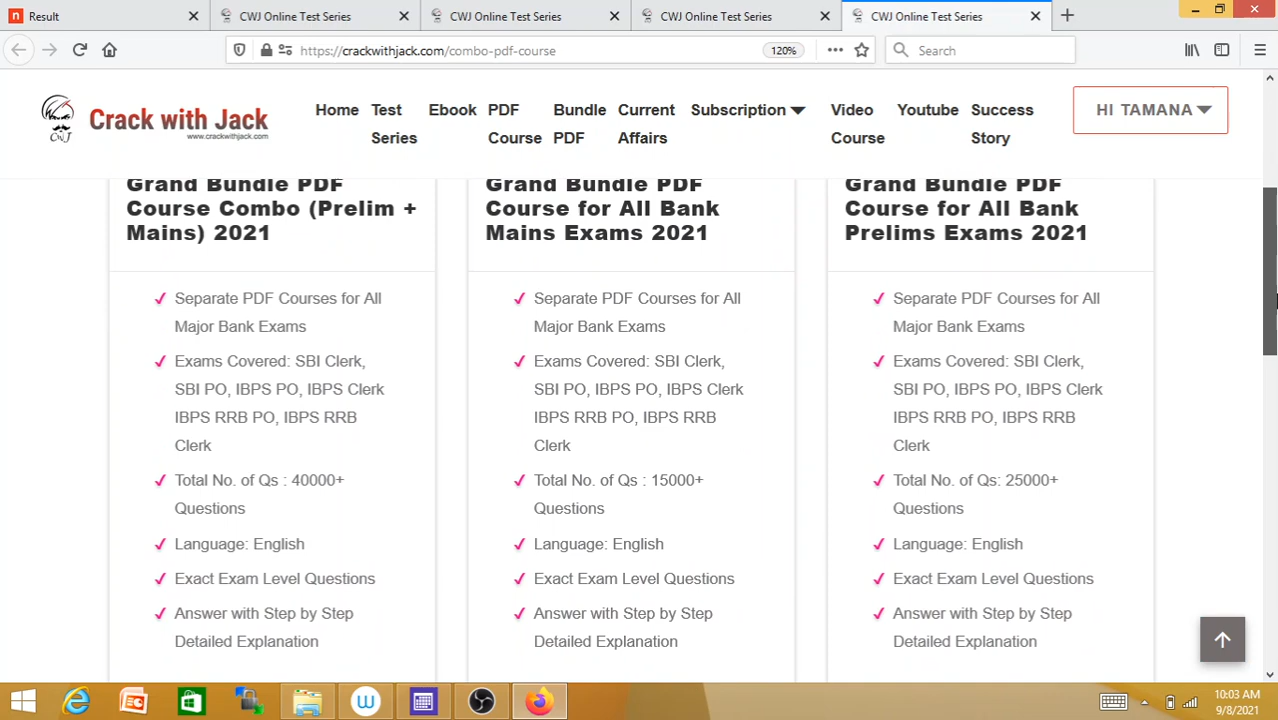 Result
CWJ Online Test Series
CWJ Online Test Series
CWJ Online Test Series
CWJ Online Test Series
https://crackwithjack.com/combo-pdf-course
120%
Search
CWJ
Crack with Jack
www.crackwithjack.com
Home
Test
Series
Ebook
PDF
Course
Bundle
PDF
Current
Affairs
Subscription
Video
Course
Youtube
Success
Story
HI TAMANA
Grand Bundle PDF
Course Combo (Prelim +
Mains) 2021
Separate PDF Courses for All
Major Bank Exams
Exams Covered: SBI Clerk,
SBI PO, IBPS PO, IBPS Clerk
IBPS RRB PO, IBPS RRB
Clerk
Total No. of Qs : 40000+
Questions
Language: English
Exact Exam Level Questions
Answer with Step by Step
Detailed Explanation
Grand Bundle PDF
Course for All Bank
Mains Exams 2021
Separate PDF Courses for All
Major Bank Exams
Exams Covered: SBI Clerk,
SBI PO, IBPS PO, IBPS Clerk
IBPS RRB PO, IBPS RRB
Clerk
Total No. of Qs : 15000+
Questions
Language: English
Exact Exam Level Questions
Answer with Step by Step
Detailed Explanation
Grand Bundle PDF
Course for All Bank
Prelims Exams 2021
Separate PDF Courses for All
Major Bank Exams
Exams Covered: SBI Clerk,
SBI PO, IBPS PO, IBPS Clerk
IBPS RRB PO, IBPS RRB
Clerk
Total No. of Qs: 25000+
Questions
Language: English
Exact Exam Level Questions
Answer with Step by Step
Detailed Explanation
10:03 AM
9/8/2021